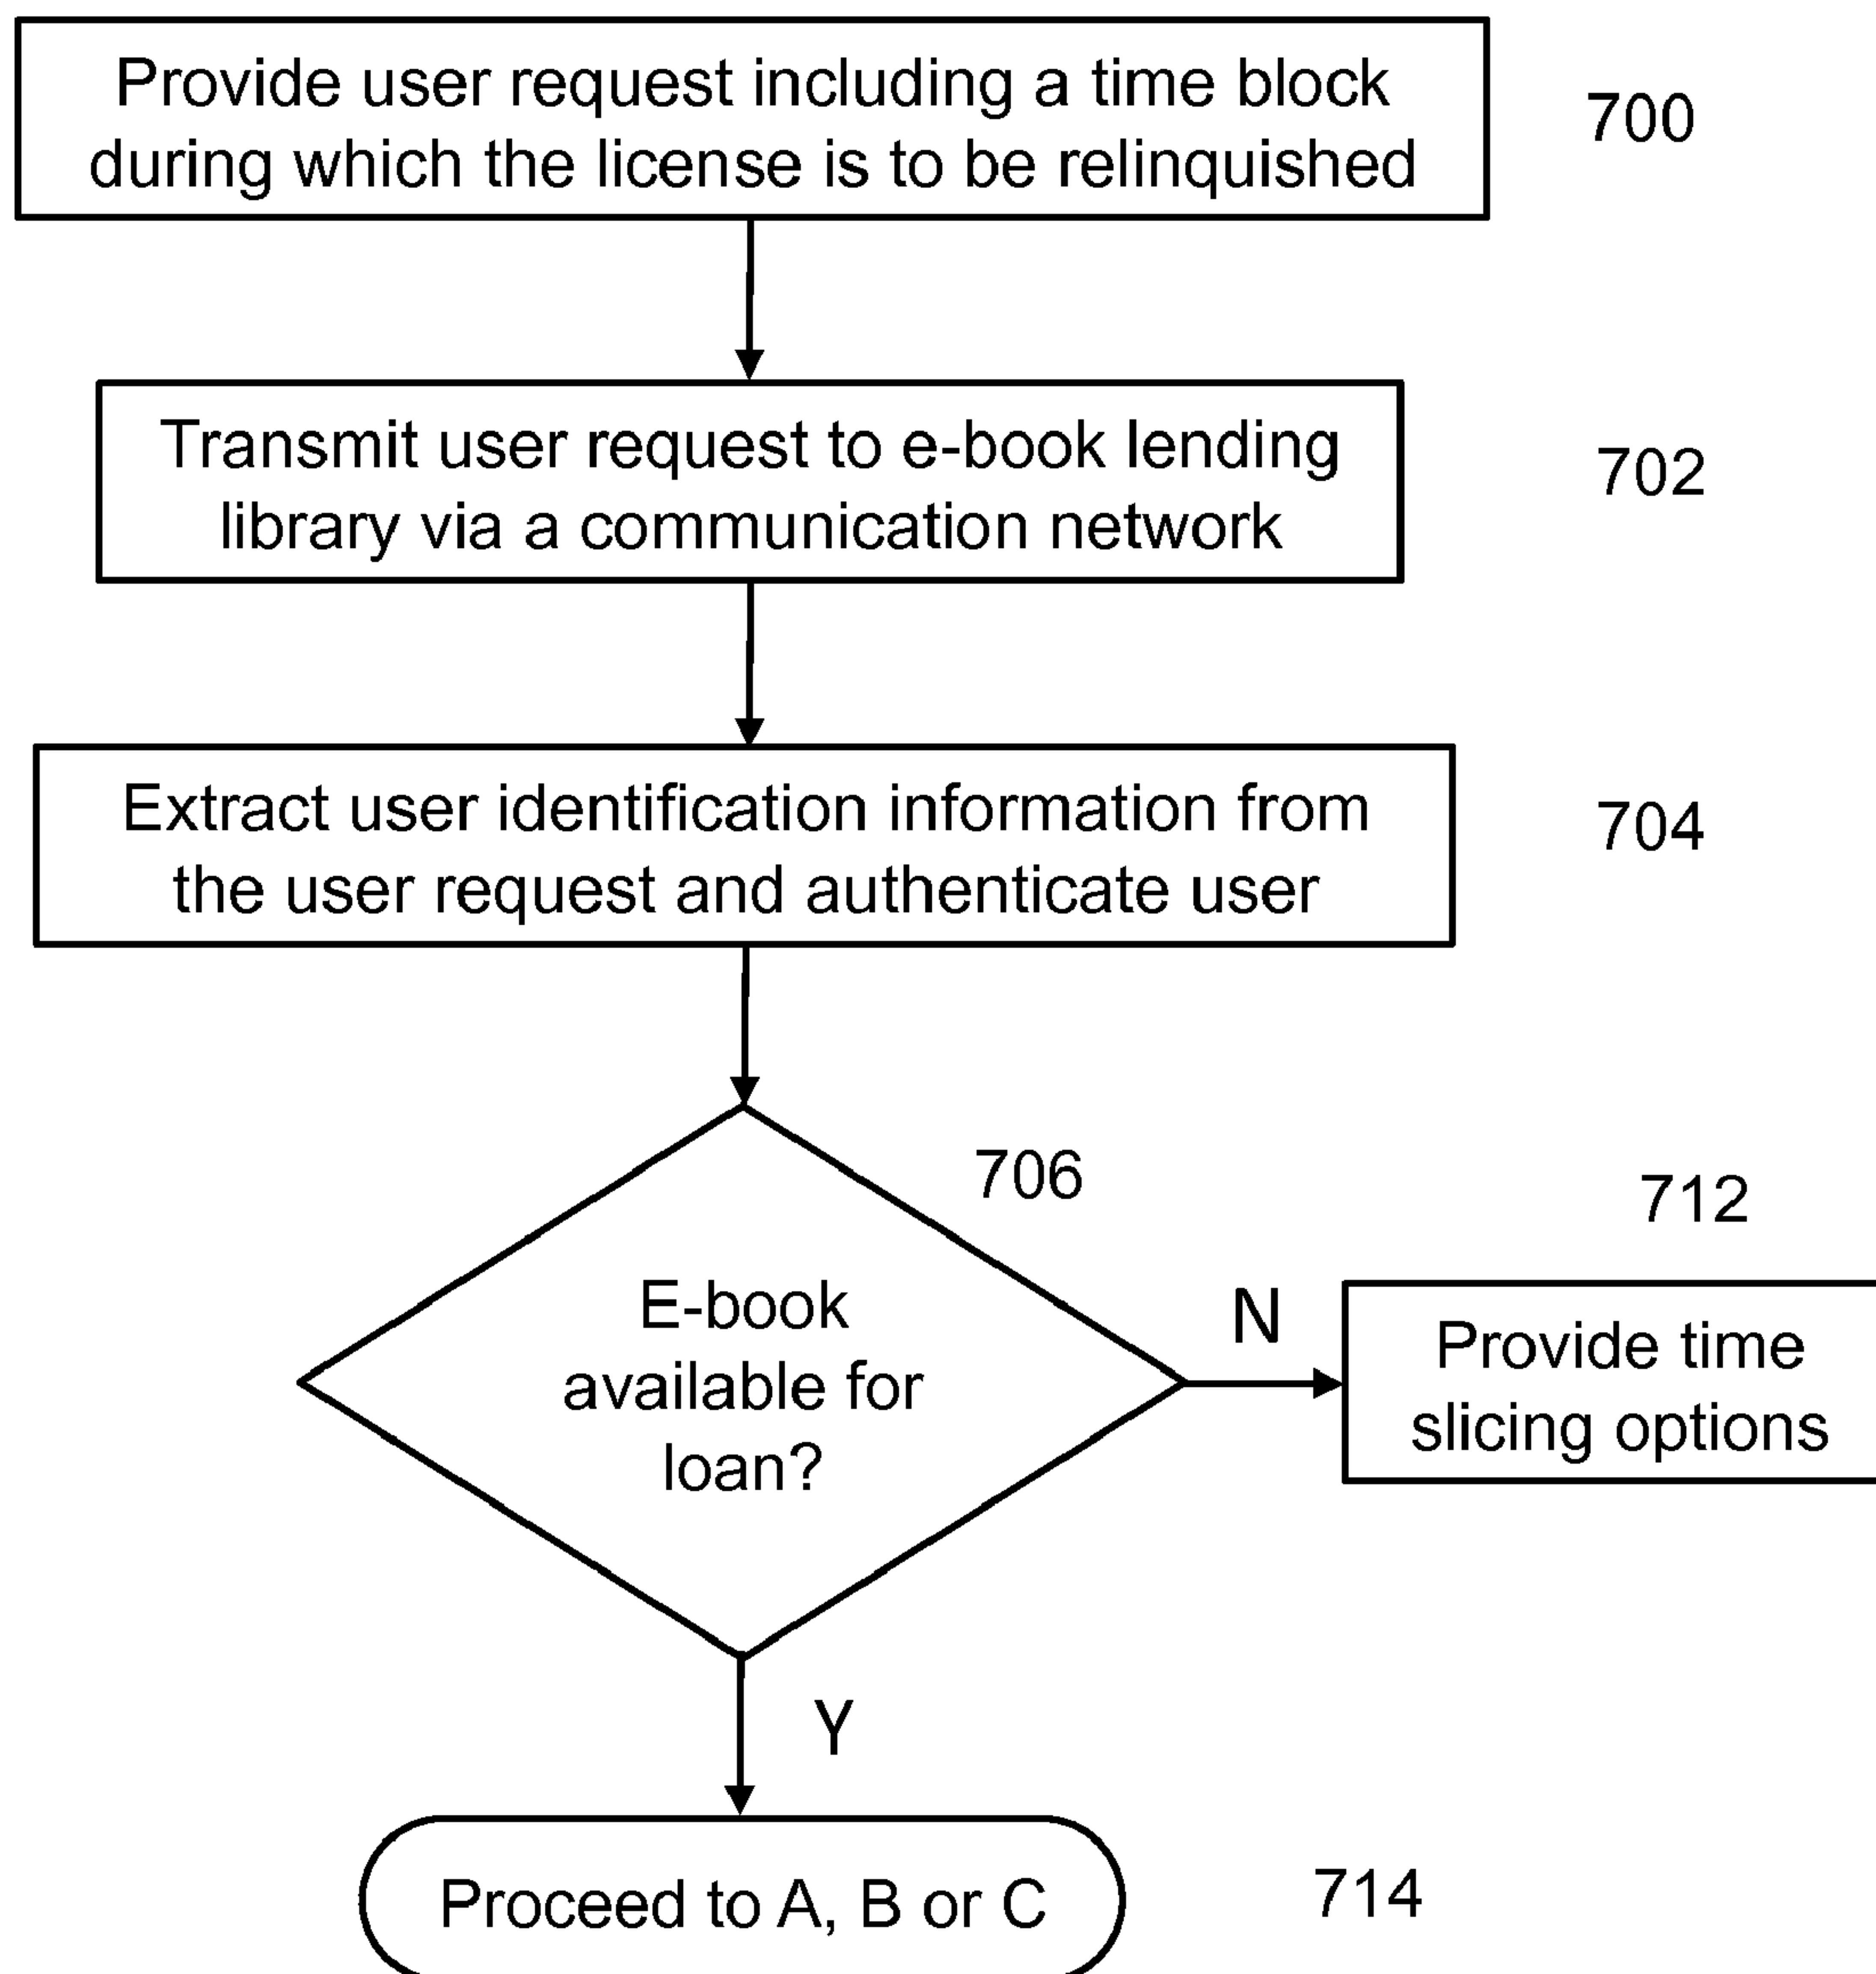 Provide user request including a time block
during which the license is to be relinquished
700
Transmit user request to e-book lending
library via a communication network
702
Extract user identification information from
the user request and authenticate user
704
706
E-book
available for
loan?
N
712
Provide time
slicing options
Y
Proceed to A, B or C
714